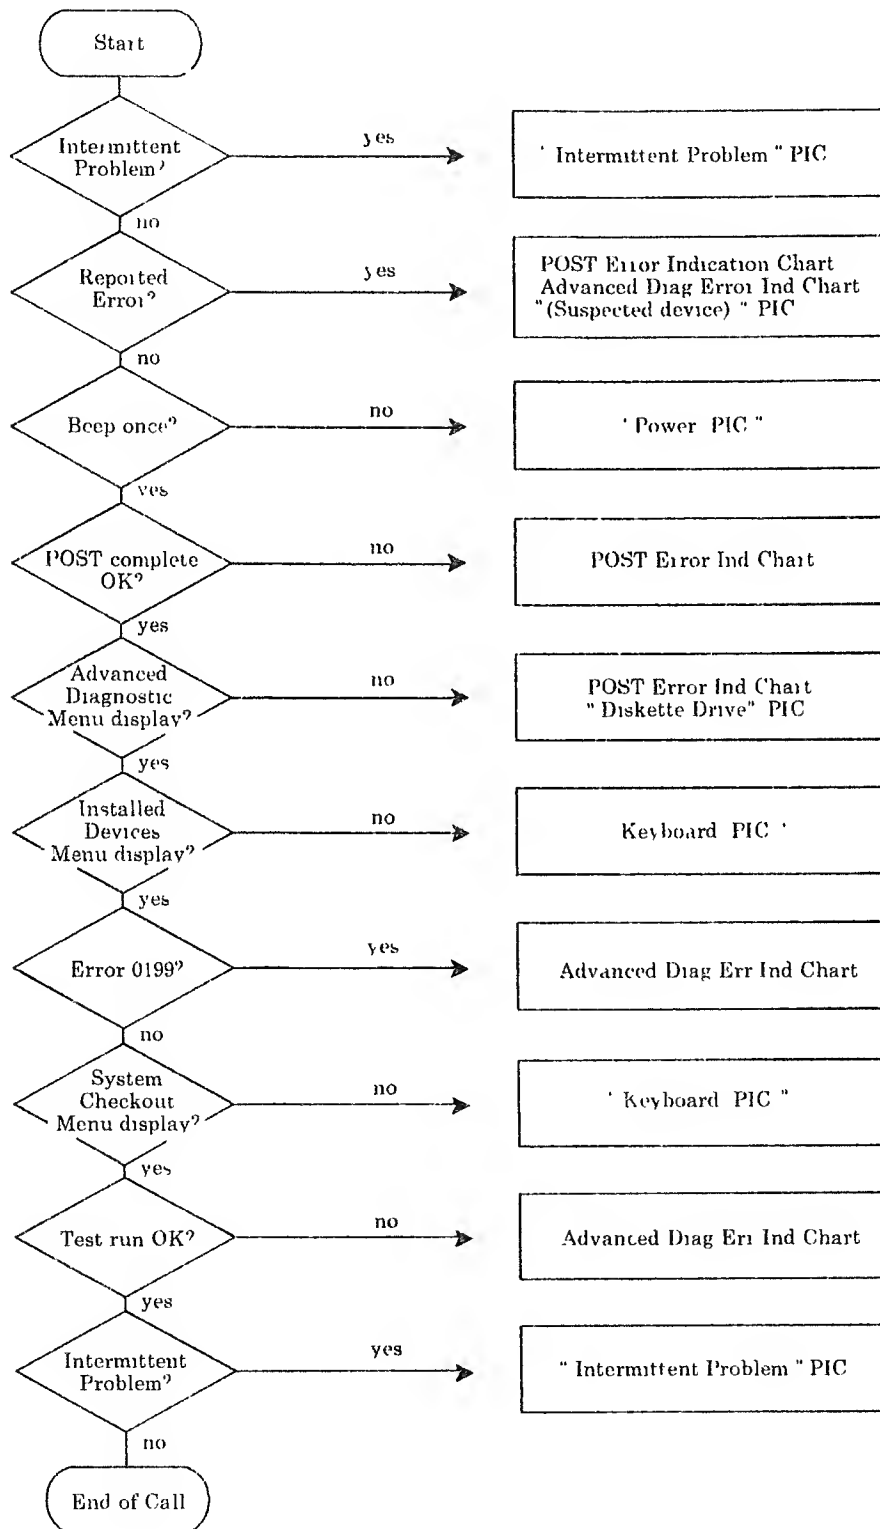 Start
Intermittent
Problem?
yes
' Intermittent Problem " PIC
no
Reported
Error?
yes
POST Error Indication Chart
Advanced Diag Error Ind Chart
"(Suspected device) " PIC
no
Beep once?
no
' Power PIC "
yes
POST complete
OK?
no
POST Error Ind Chart
yes
Advanced
Diagnostic
Menu display?
no
POST Error Ind Chart
" Diskette Drive" PIC
yes
Installed
Devices
Menu display?
no
Keyboard PIC '
yes
Error 0199?
yes
Advanced Diag Err Ind Chart
no
System
Checkout
Menu display?
no
' Keyboard PIC "
yes
Test run OK?
no
Advanced Diag Err Ind Chart
yes
Intermittent
Problem?
yes
" Intermittent Problem " PIC
no
End of Call